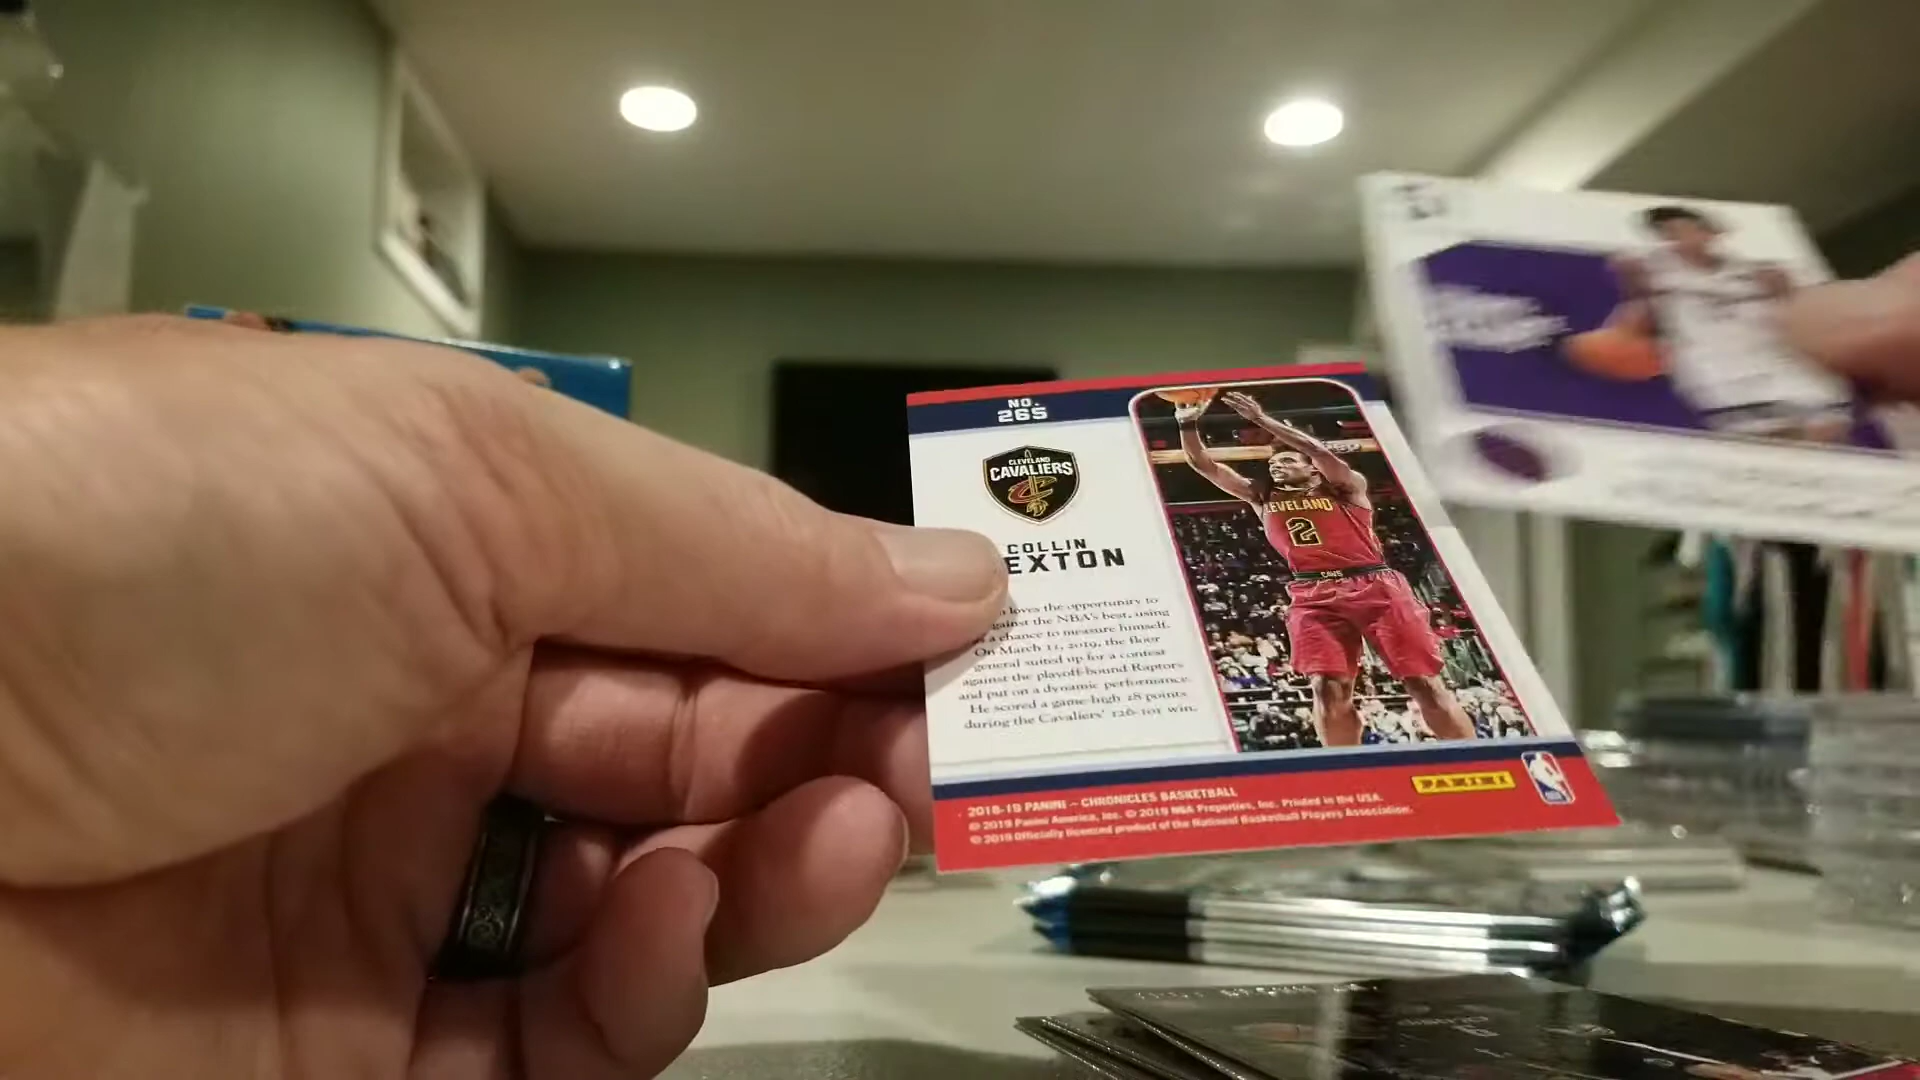 NO.
265
CLEVELAND
CAVALIERS
COLLIN
EXTON
loves the opportunity to
gainst the NBA's best, using
a chance to measure himself.
On March 11, 2019, the floor
general suited up for a contest
against the playoff-bound Raptors
and put on a dynamic performance.
He scored a game-high 28 points
during the Cavaliers' 126-101 win.
LEVELAND
2
CAVS
PANINI
2018-19 PANINI – CHRONICLES BASKETBALL
© 2019 Panini America, Inc. © 2019 NBA Properties, Inc. Printed in the USA.
© 2019 Officially licensed product of the National Basketball Players Association.